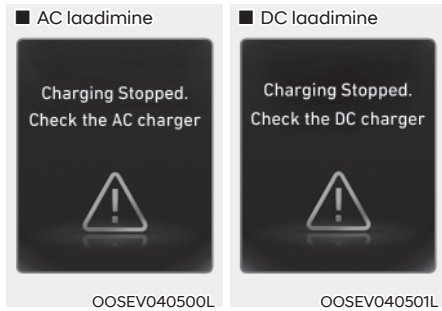 ■ AC laadimine
Charging Stopped.
Check the AC charger
OOSEV040500L
■ DC laadimine
Charging Stopped.
Check the DC charger
OOSEV040501L